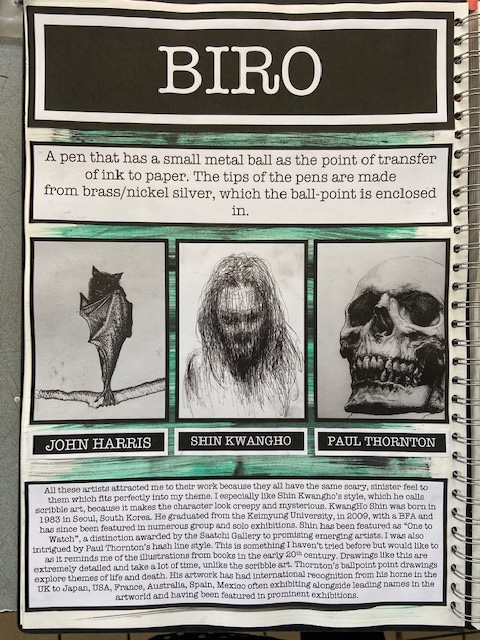 BIRO
A pen that has a small metal ball as the point of transfer
of ink to paper. The tips of the pens are made
from brass/nickel silver, which the ball-point is enclosed
in.
JOHN HARRIS
SHIN KWANGHO
PAUL THORNTON
All these artists attracted me to their work because they all have the same scary, sinister feel to
them which fits perfectly into my theme. I especially like Shin Kwangho's style, which he calls
scribble art, because it makes the character look creepy and mysterious. KwangHo Shin was born in
1983 in Seoul, South Korea. He graduated from the Keimyung University, in 2009, with a BFA and
has since been featured in numerous group and solo exhibitions. Shin has been featured as "One to
Watch", a distinction awarded by the Saatchi Gallery to promising emerging artists. I was also
intrigued by Paul Thornton's hash line style. This is something I haven't tried before but would like to
as it reminds me of the illustrations from books in the early 20th century. Drawings like this are
extremely detailed and take a lot of time, unlike the scribble art. Thornton's ballpoint point drawings
explore themes of life and death. His artwork has had international recognition from his home in the
UK to Japan, USA, France, Australia, Spain, Mexico often exhibiting alongside leading names in the
artworld and having been featured in prominent exhibitions.